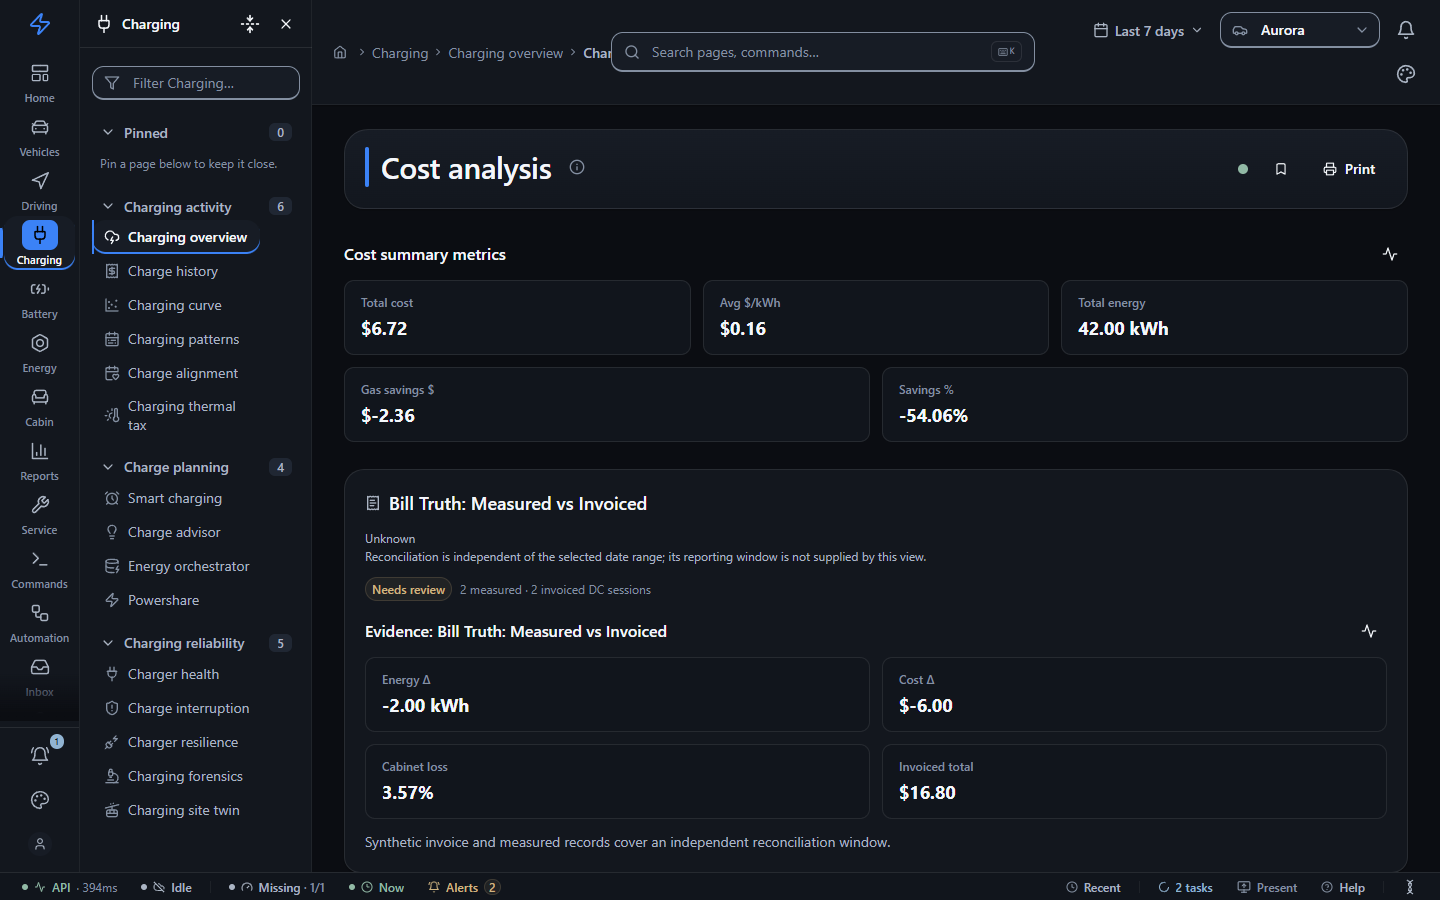 Home
Vehicles
Driving
Charging
Battery
Energy
Cabin
Reports
Service
Commands
Automation
Inbox
1
Charging
Filter Charging...
Pinned 0
Pin a page below to keep it close.
Charging activity 6
Charging overview
Charge history
Charging curve
Charging patterns
Charge alignment
Charging thermal
tax
Charge planning 4
Smart charging
Charge advisor
Energy orchestrator
Powershare
Charging reliability 5
Charger health
Charge interruption
Charger resilience
Charging forensics
Charging site twin
Charging > Charging overview > Char
Search pages, commands... K
Last 7 days
Aurora
Cost analysis
Print
Cost summary metrics
Total cost
$6.72
Avg $/kWh
$0.16
Total energy
42.00 kWh
Gas savings $
$-2.36
Savings %
-54.06%
Bill Truth: Measured vs Invoiced
Unknown
Reconciliation is independent of the selected date range; its reporting window is not supplied by this view.
Needs review 2 measured · 2 invoiced DC sessions
Evidence: Bill Truth: Measured vs Invoiced
Energy Δ
-2.00 kWh
Cost Δ
$-6.00
Cabinet loss
3.57%
Invoiced total
$16.80
Synthetic invoice and measured records cover an independent reconciliation window.
API · 394ms Idle Missing · 1/1 Now Alerts 2 Recent 2 tasks Present Help